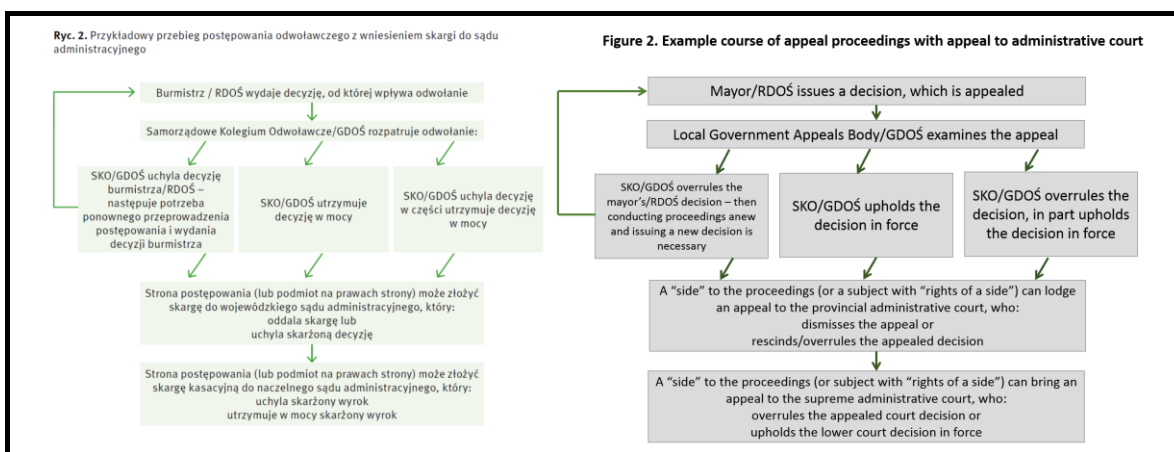 Ryc. 2. Przykładowy przebieg postępowania odwoławczego z wniesieniem skargi do sądu
administracyjnego
Burmistrz / RDOŚ wydaje decyzję, od której wpływa odwołanie
Samorządowe Kolegium Odwoławcze/GDOŚ rozpatruje odwołanie:
SKO/GDOŚ uchyla decyzję
burmistrza/RDOŚ –
następuje potrzeba
ponownego przeprowadzenia
postępowania i wydania
decyzji burmistrza
SKO/GDOŚ utrzymuje
decyzję w mocy
SKO/GDOŚ uchyla decyzję
w części utrzymuje decyzję
w mocy
Strona postępowania (lub podmiot na prawach strony) może złożyć
skargę do wojewódzkiego sądu administracyjnego, który:
oddala skargę lub
uchyla skarżoną decyzję
Strona postępowania (lub podmiot na prawach strony) może złożyć
skargę kasacyjną do naczelnego sądu administracyjnego, który:
uchyla skarżony wyrok
utrzymuje w mocy skarżony wyrok
Figure 2. Example course of appeal proceedings with appeal to administrative court
Mayor/RDOŚ issues a decision, which is appealed
Local Government Appeals Body/GDOŚ examines the appeal
SKO/GDOŚ overrules the
mayor's/RDOŚ decision – then
conducting proceedings anew
and issuing a new decision is
necessary
SKO/GDOŚ upholds the
decision in force
SKO/GDOŚ overrules the
decision, in part upholds
the decision in force
A “side” to the proceedings (or a subject with “rights of a side”) can lodge
an appeal to the provincial administrative court, who:
dismisses the appeal or
rescinds/overrules the appealed decision
A “side” to the proceedings (or subject with “rights of a side”) can bring an
appeal to the supreme administrative court, who:
overrules the appealed court decision or
upholds the lower court decision in force